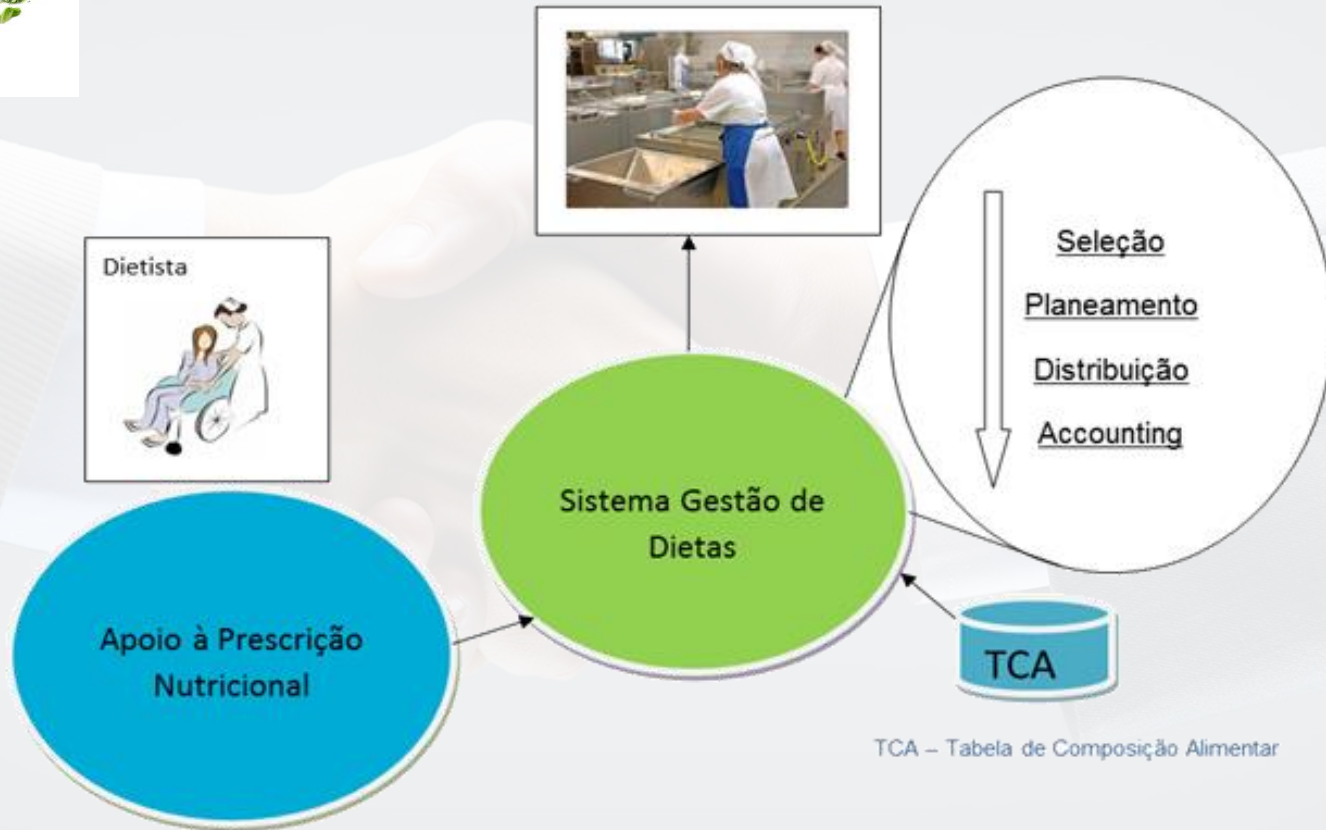 Dietista
Apoio à Prescrição
Nutricional
Sistema Gestão de
Dietas
Seleção
Planeamento
Distribuição
Accounting
TCA
TCA – Tabela de Composição Alimentar